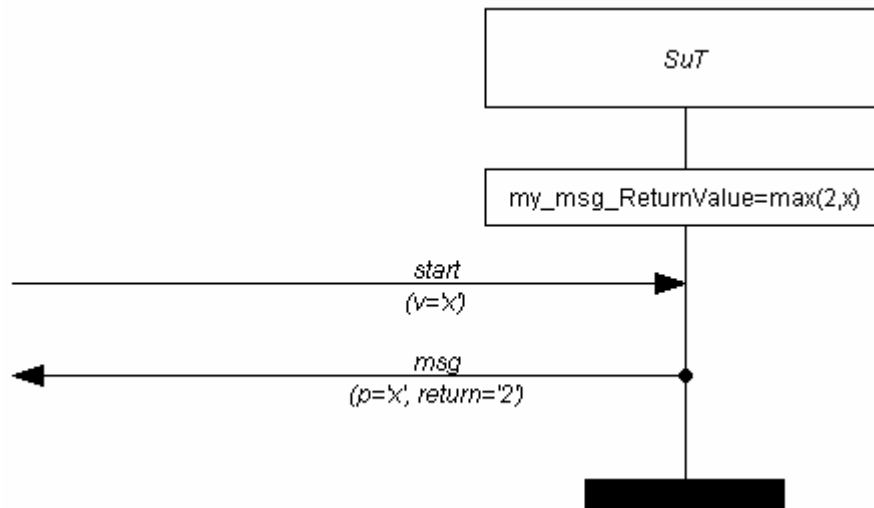 SuT
my_msg_ReturnValue=max(2,x)
start
(v='x')
msg
(p='x', return='2')